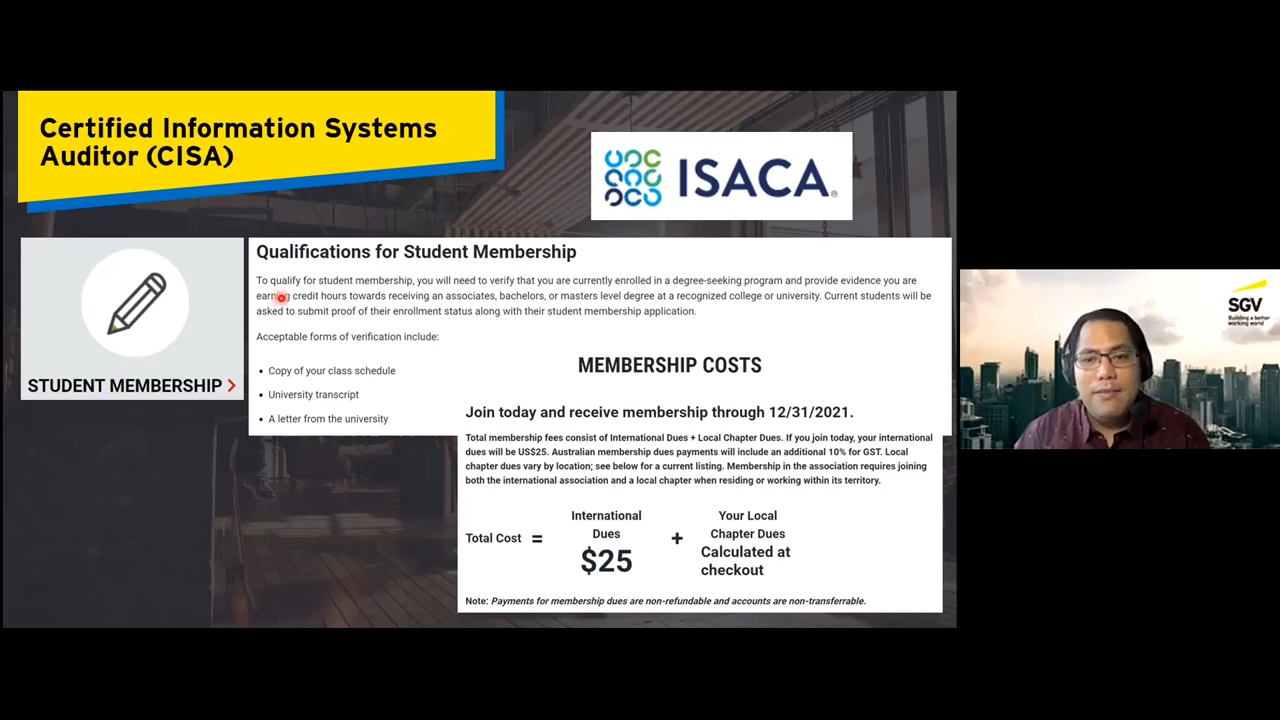 Certified Information Systems
Auditor (CISA)
ISACA®
STUDENT MEMBERSHIP
Qualifications for Student Membership
To qualify for student membership, you will need to verify that you are currently enrolled in a degree-seeking program and provide evidence you are
earning credit hours towards receiving an associates, bachelors, or masters level degree at a recognized college or university. Current students will be
asked to submit proof of their enrollment status along with their student membership application.
Acceptable forms of verification include:
• Copy of your class schedule
• University transcript
• A letter from the university
MEMBERSHIP COSTS
Join today and receive membership through 12/31/2021.
Total membership fees consist of International Dues + Local Chapter Dues. If you join today, your international
dues will be US$25. Australian membership dues payments will include an additional 10% for GST. Local
chapter dues vary by location; see below for a current listing. Membership in the association requires joining
both the international association and a local chapter when residing or working within its territory.
Total Cost = International Dues $25 + Your Local Chapter Dues Calculated at checkout
Note: Payments for membership dues are non-refundable and accounts are non-transferrable.
SGV
Building a better
working world